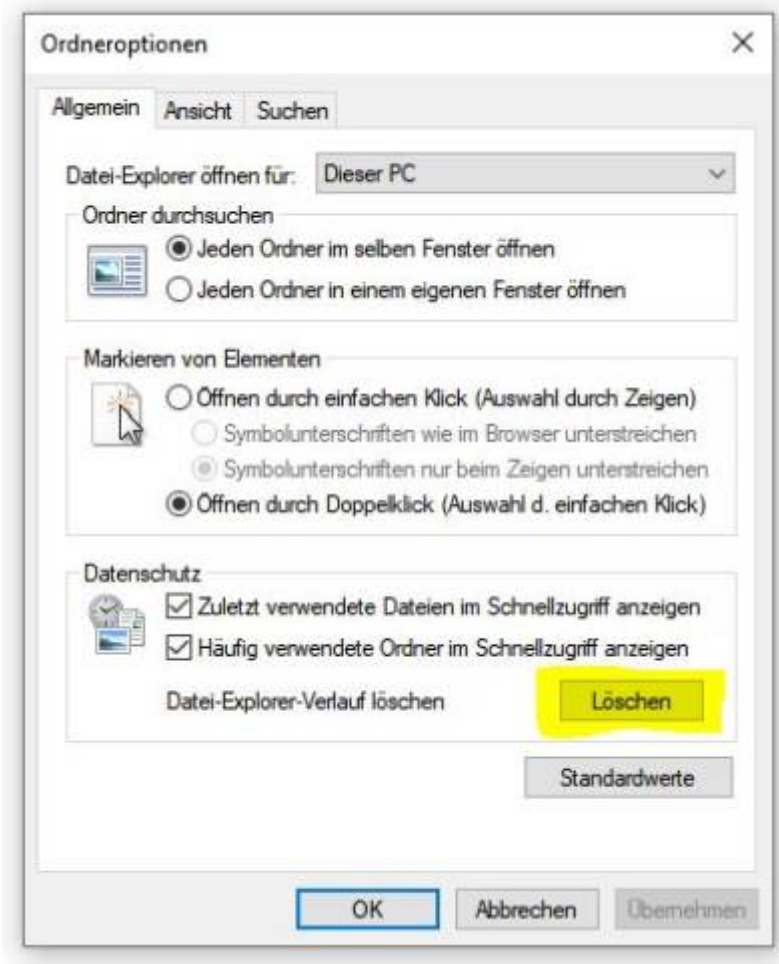 Ordneroptionen
Allgemein Ansicht Suchen
Datei-Explorer öffnen für: Dieser PC
Ordner durchsuchen
Jeden Ordner im selben Fenster öffnen
Jeden Ordner in einem eigenen Fenster öffnen
Markieren von Elementen
Öffnen durch einfachen Klick (Auswahl durch Zeigen)
Symbolunterschriften wie im Browser unterstreichen
Symbolunterschriften nur beim Zeigen unterstreichen
Öffnen durch Doppelklick (Auswahl d. einfachen Klick)
Datenschutz
Zuletzt verwendete Dateien im Schnellzugriff anzeigen
Häufig verwendete Ordner im Schnellzugriff anzeigen
Datei-Explorer-Verlauf löschen Löschen
Standardwerte
OK Abbrechen Übernehmen